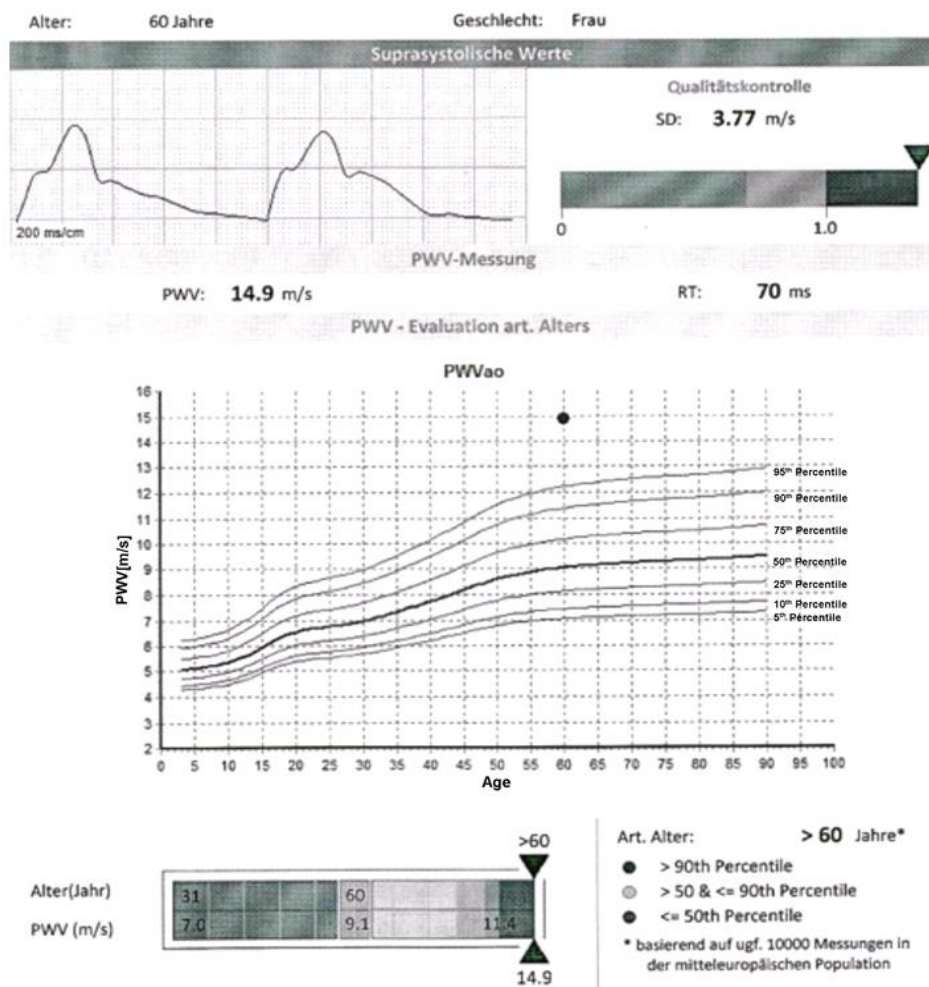 Alter: 60 Jahre Geschlecht: Frau
Suprasystolische Werte
Qualitätskontrolle
SD: 3.77 m/s
200 ms/cm
0 1.0
PWV-Messung
PWV: 14.9 m/s RT: 70 ms
PWV - Evaluation art. Alters
PWVao
PWV[m/s]
16
15
14
13
12
11
10
9
8
7
6
5
4
3
2
95th Percentile
90th Percentile
75th Percentile
50th Percentile
25th Percentile
10th Percentile
5th Percentile
0 5 10 15 20 25 30 35 40 45 50 55 60 65 70 75 80 85 90 95 100
Age
>60
Alter(Jahr) 31 60
PWV (m/s) 7.0 9.1 11.4
14.9
Art. Alter: > 60 Jahre*
> 90th Percentile
> 50 & <= 90th Percentile
<= 50th Percentile
* basierend auf ugf. 10000 Messungen in
der mitteleuropäischen Population